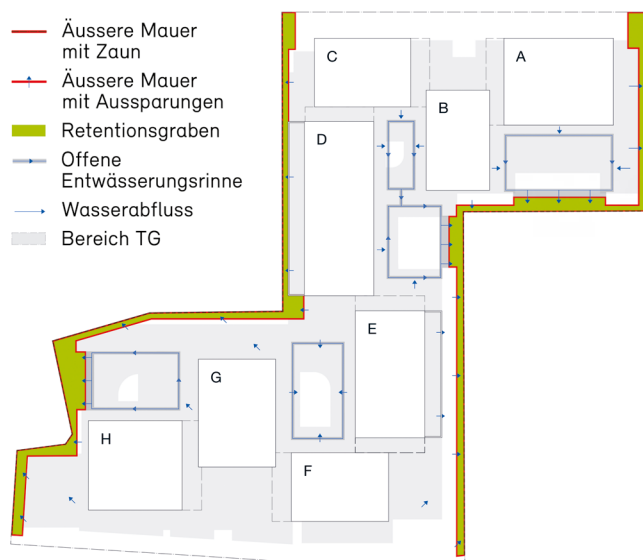 Äussere Mauer
mit Zaun
Äussere Mauer
mit Aussparungen
Retentionsgraben
Offene
Entwässerungsrinne
Wasserabfluss
Bereich TG
C
A
B
D
E
G
H
F